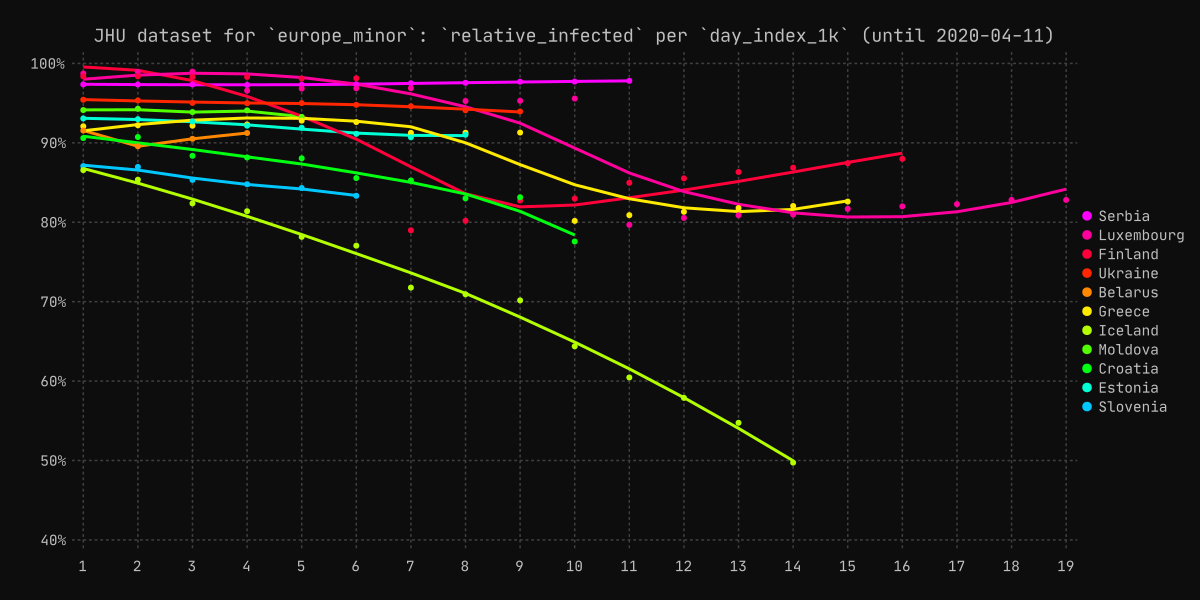 JHU dataset for `europe_minor`: `relative_infected` per `day_index_1k` (until 2020-04-11)
100%
90%
80%
70%
60%
50%
40%
1 2 3 4 5 6 7 8 9 10 11 12 13 14 15 16 17 18 19
Serbia
Luxembourg
Finland
Ukraine
Belarus
Greece
Iceland
Moldova
Croatia
Estonia
Slovenia